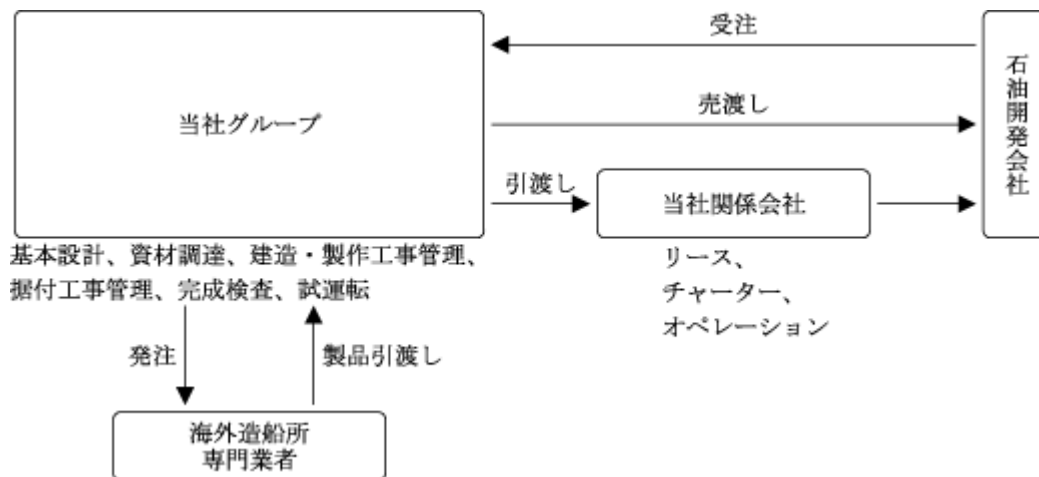 受注
当社グループ
売渡し
石油開発会社
引渡し
当社関係会社
基本設計、資材調達、建造・製作工事管理、
据付工事管理、完成検査、試運転
リース、
チャーター、
オペレーション
発注
製品引渡し
海外造船所
専門業者